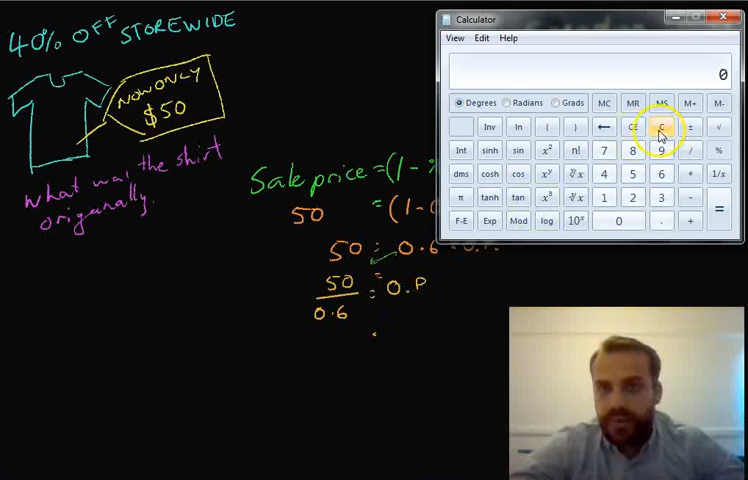 40% OFF STOREWIDE
NOW ONLY
$50
What was the shirt
origanally.
Sale price = (1 -
50 = (1-0
50 = 0.6
50
0.6
= O.P
Calculator
View Edit Help
0
Degrees Radians Grads MC MR MS M+ M-
Inv ln ( ) ← CE C ± √
Int sinh sin x² n! 7 8 9 / %
dms cosh cos xʸ ʸ√x 4 5 6 * 1/x
π tanh tan x³ ³√x 1 2 3 - =
F-E Exp Mod log 10ˣ 0 . +